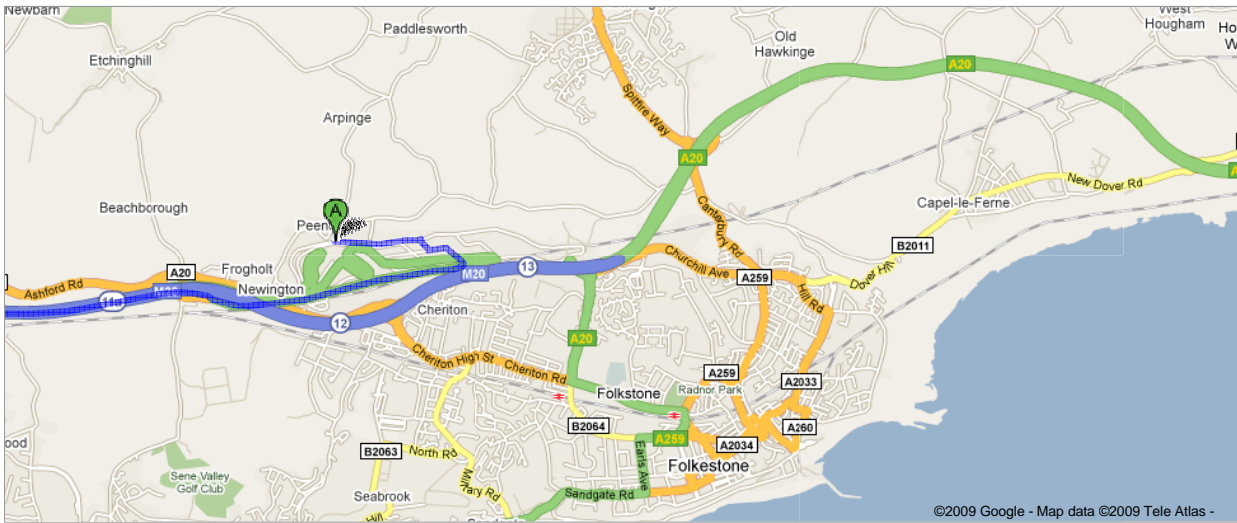 Newbarn
Etchinghill
Paddlesworth
West
Hougham
Old
Hawkinge
Ho
W
A20
Spitfire Way
Arpinge
A20
New Dover Rd
Capel-le-Ferne
Beachborough
Peen
A
Canterbury Rd
B2011
Dover Hill
Churchill Ave
A259
Hill Rd
Frogholt
A20
Newington
Ashford Rd
11a
M20
13
12
Cheriton
A20
Cheriton High St
Cheriton Rd
Folkstone
Radnor Park
A259
A2033
B2064
A259
A2034
A260
Earls Ave
Folkestone
B2063
North Rd
Military Rd
Sene Valley
Golf Club
Seabrook
Hill
Sandgate Rd
ood
©2009 Google - Map data ©2009 Tele Atlas -